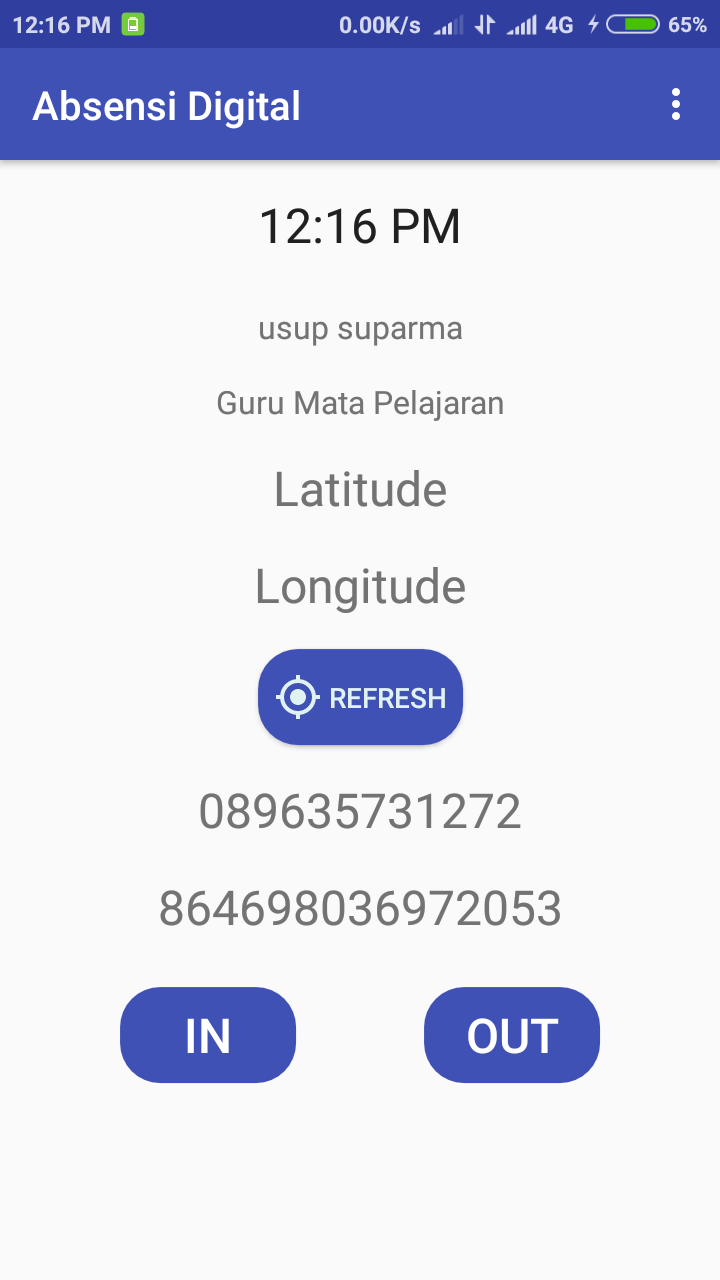 12:16 PM 0.00K/s 4G 65%
Absensi Digital
12:16 PM
usup suparma
Guru Mata Pelajaran
Latitude
Longitude
REFRESH
089635731272
864698036972053
IN OUT